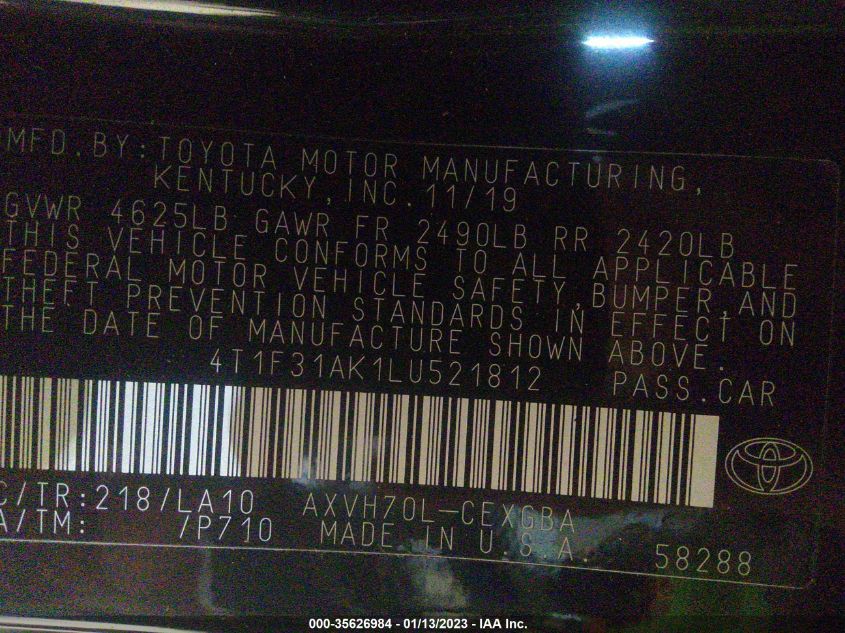 MFD.BY:TOYOTA MOTOR MANUFACTURING,
KENTUCKY,INC. 11/19
GVWR 4625LB GAWR FR 2490LB RR 2420LB
THIS VEHICLE CONFORMS TO ALL APPLICABLE
FEDERAL MOTOR VEHICLE SAFETY,BUMPER,AND
THEFT PREVENTION STANDARDS IN EFFECT ON
THE DATE OF MANUFACTURE SHOWN ABOVE.
4T1F31AK1LU521812 PASS.CAR
C/TR:218/LA10 AXVH70L-CEXGBA
A/TM: /P710 MADE IN U.S.A. 58288
000-35626984 - 01/13/2023 - IAA Inc.